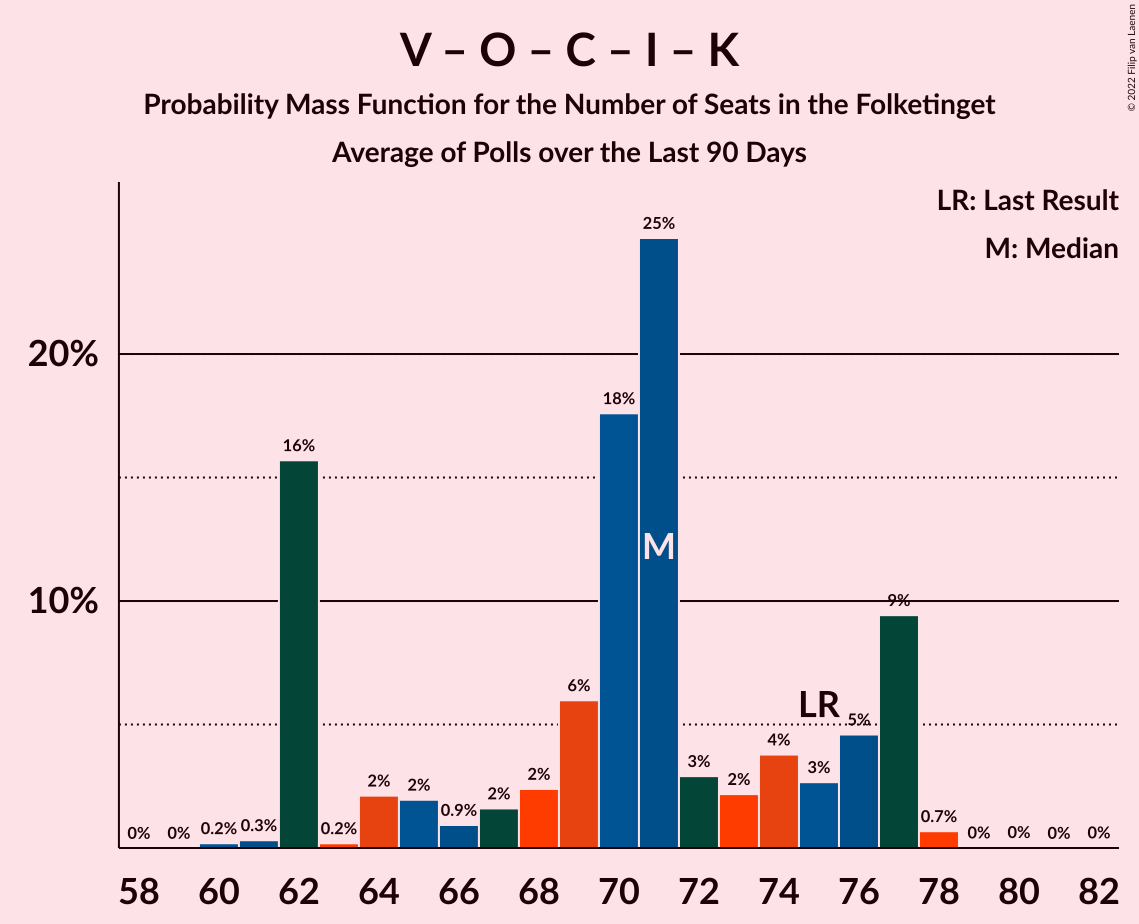 V – O – C – I – K
Probability Mass Function for the Number of Seats in the Folketinget
Average of Polls over the Last 90 Days
© 2022 Filip van Laenen
LR: Last Result
M: Median
25%
20%
18%
16%
M
10%
9%
6%
LR
5%
4%
3%
3%
2%
2%
2%
2%
2%
0.9%
0.7%
0% 0% 0.2% 0.3% 0.2% 0% 0% 0% 0%
58 60 62 64 66 68 70 72 74 76 78 80 82